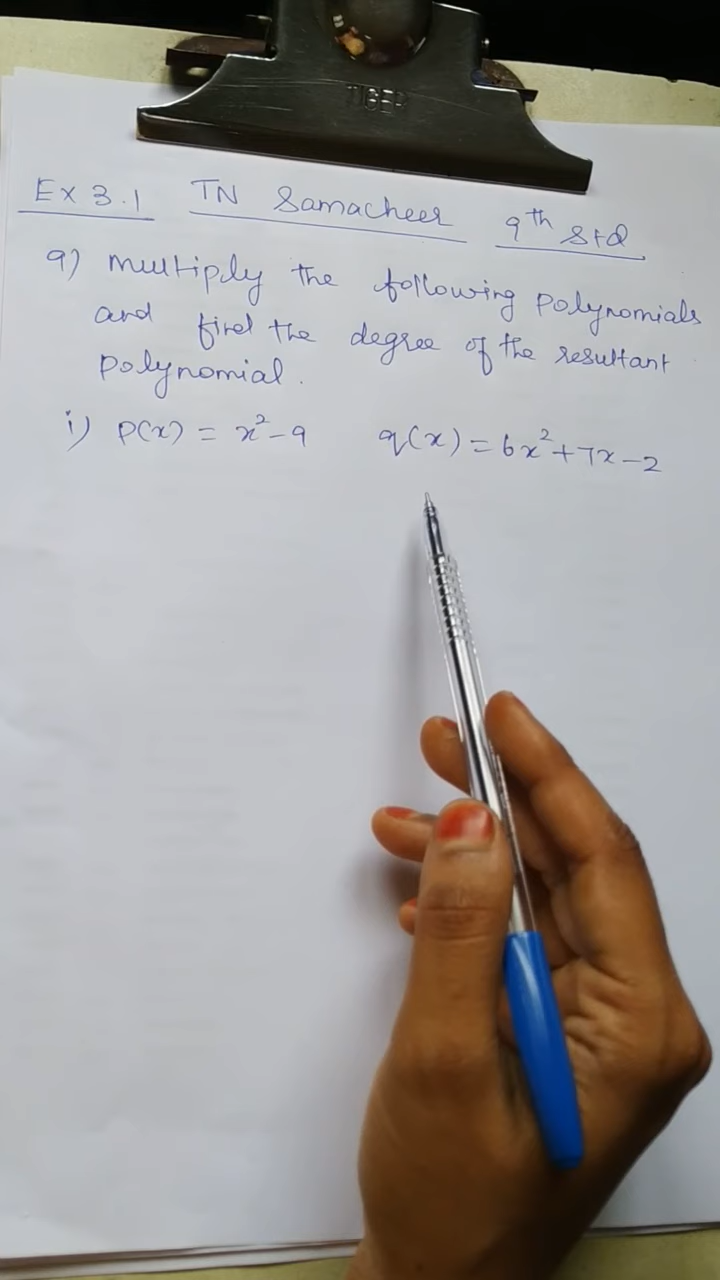 TIGER
Ex 3.1 TN Samacheer 9th Std
9) multiply the following Polynomials
and find the degree of the resultant
Polynomial.
i) P(x) = x²-9 q(x) = 6x²+7x-2